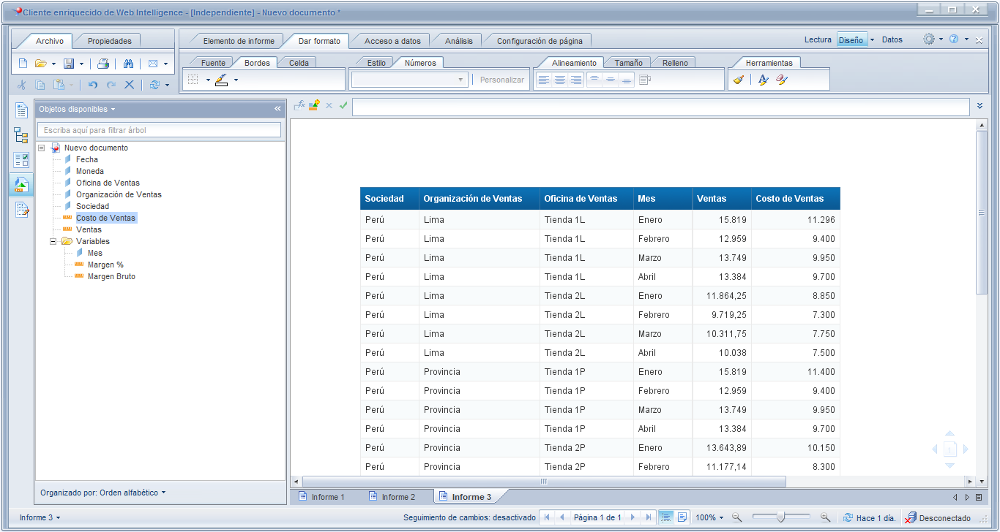 Cliente enriquecido de Web Intelligence - [Independiente] - Nuevo documento *
Archivo Propiedades Elemento de informe Dar formato Acceso a datos Análisis Configuración de página Lectura Diseño Datos
Fuente Bordes Celda Estilo Números Alineamiento Tamaño Relleno Herramientas
Personalizar
Objetos disponibles
Escriba aquí para filtrar árbol
Nuevo documento
Fecha
Moneda
Oficina de Ventas
Organización de Ventas
Sociedad
Costo de Ventas
Ventas
Variables
Mes
Margen %
Margen Bruto
Organizado por: Orden alfabético
Sociedad Organización de Ventas Oficina de Ventas Mes Ventas Costo de Ventas
Perú Lima Tienda 1L Enero 15.819 11.296
Perú Lima Tienda 1L Febrero 12.959 9.400
Perú Lima Tienda 1L Marzo 13.749 9.950
Perú Lima Tienda 1L Abril 13.384 9.700
Perú Lima Tienda 2L Enero 11.864,25 8.850
Perú Lima Tienda 2L Febrero 9.719,25 7.300
Perú Lima Tienda 2L Marzo 10.311,75 7.750
Perú Lima Tienda 2L Abril 10.038 7.500
Perú Provincia Tienda 1P Enero 15.819 11.400
Perú Provincia Tienda 1P Febrero 12.959 9.400
Perú Provincia Tienda 1P Marzo 13.749 9.950
Perú Provincia Tienda 1P Abril 13.384 9.700
Perú Provincia Tienda 2P Enero 13.643,89 10.150
Perú Provincia Tienda 2P Febrero 11.177,14 8.300
1
Informe 1 Informe 2 Informe 3
Informe 3 Seguimiento de cambios: desactivado Página 1 de 1 100% Hace 1 día. Desconectado